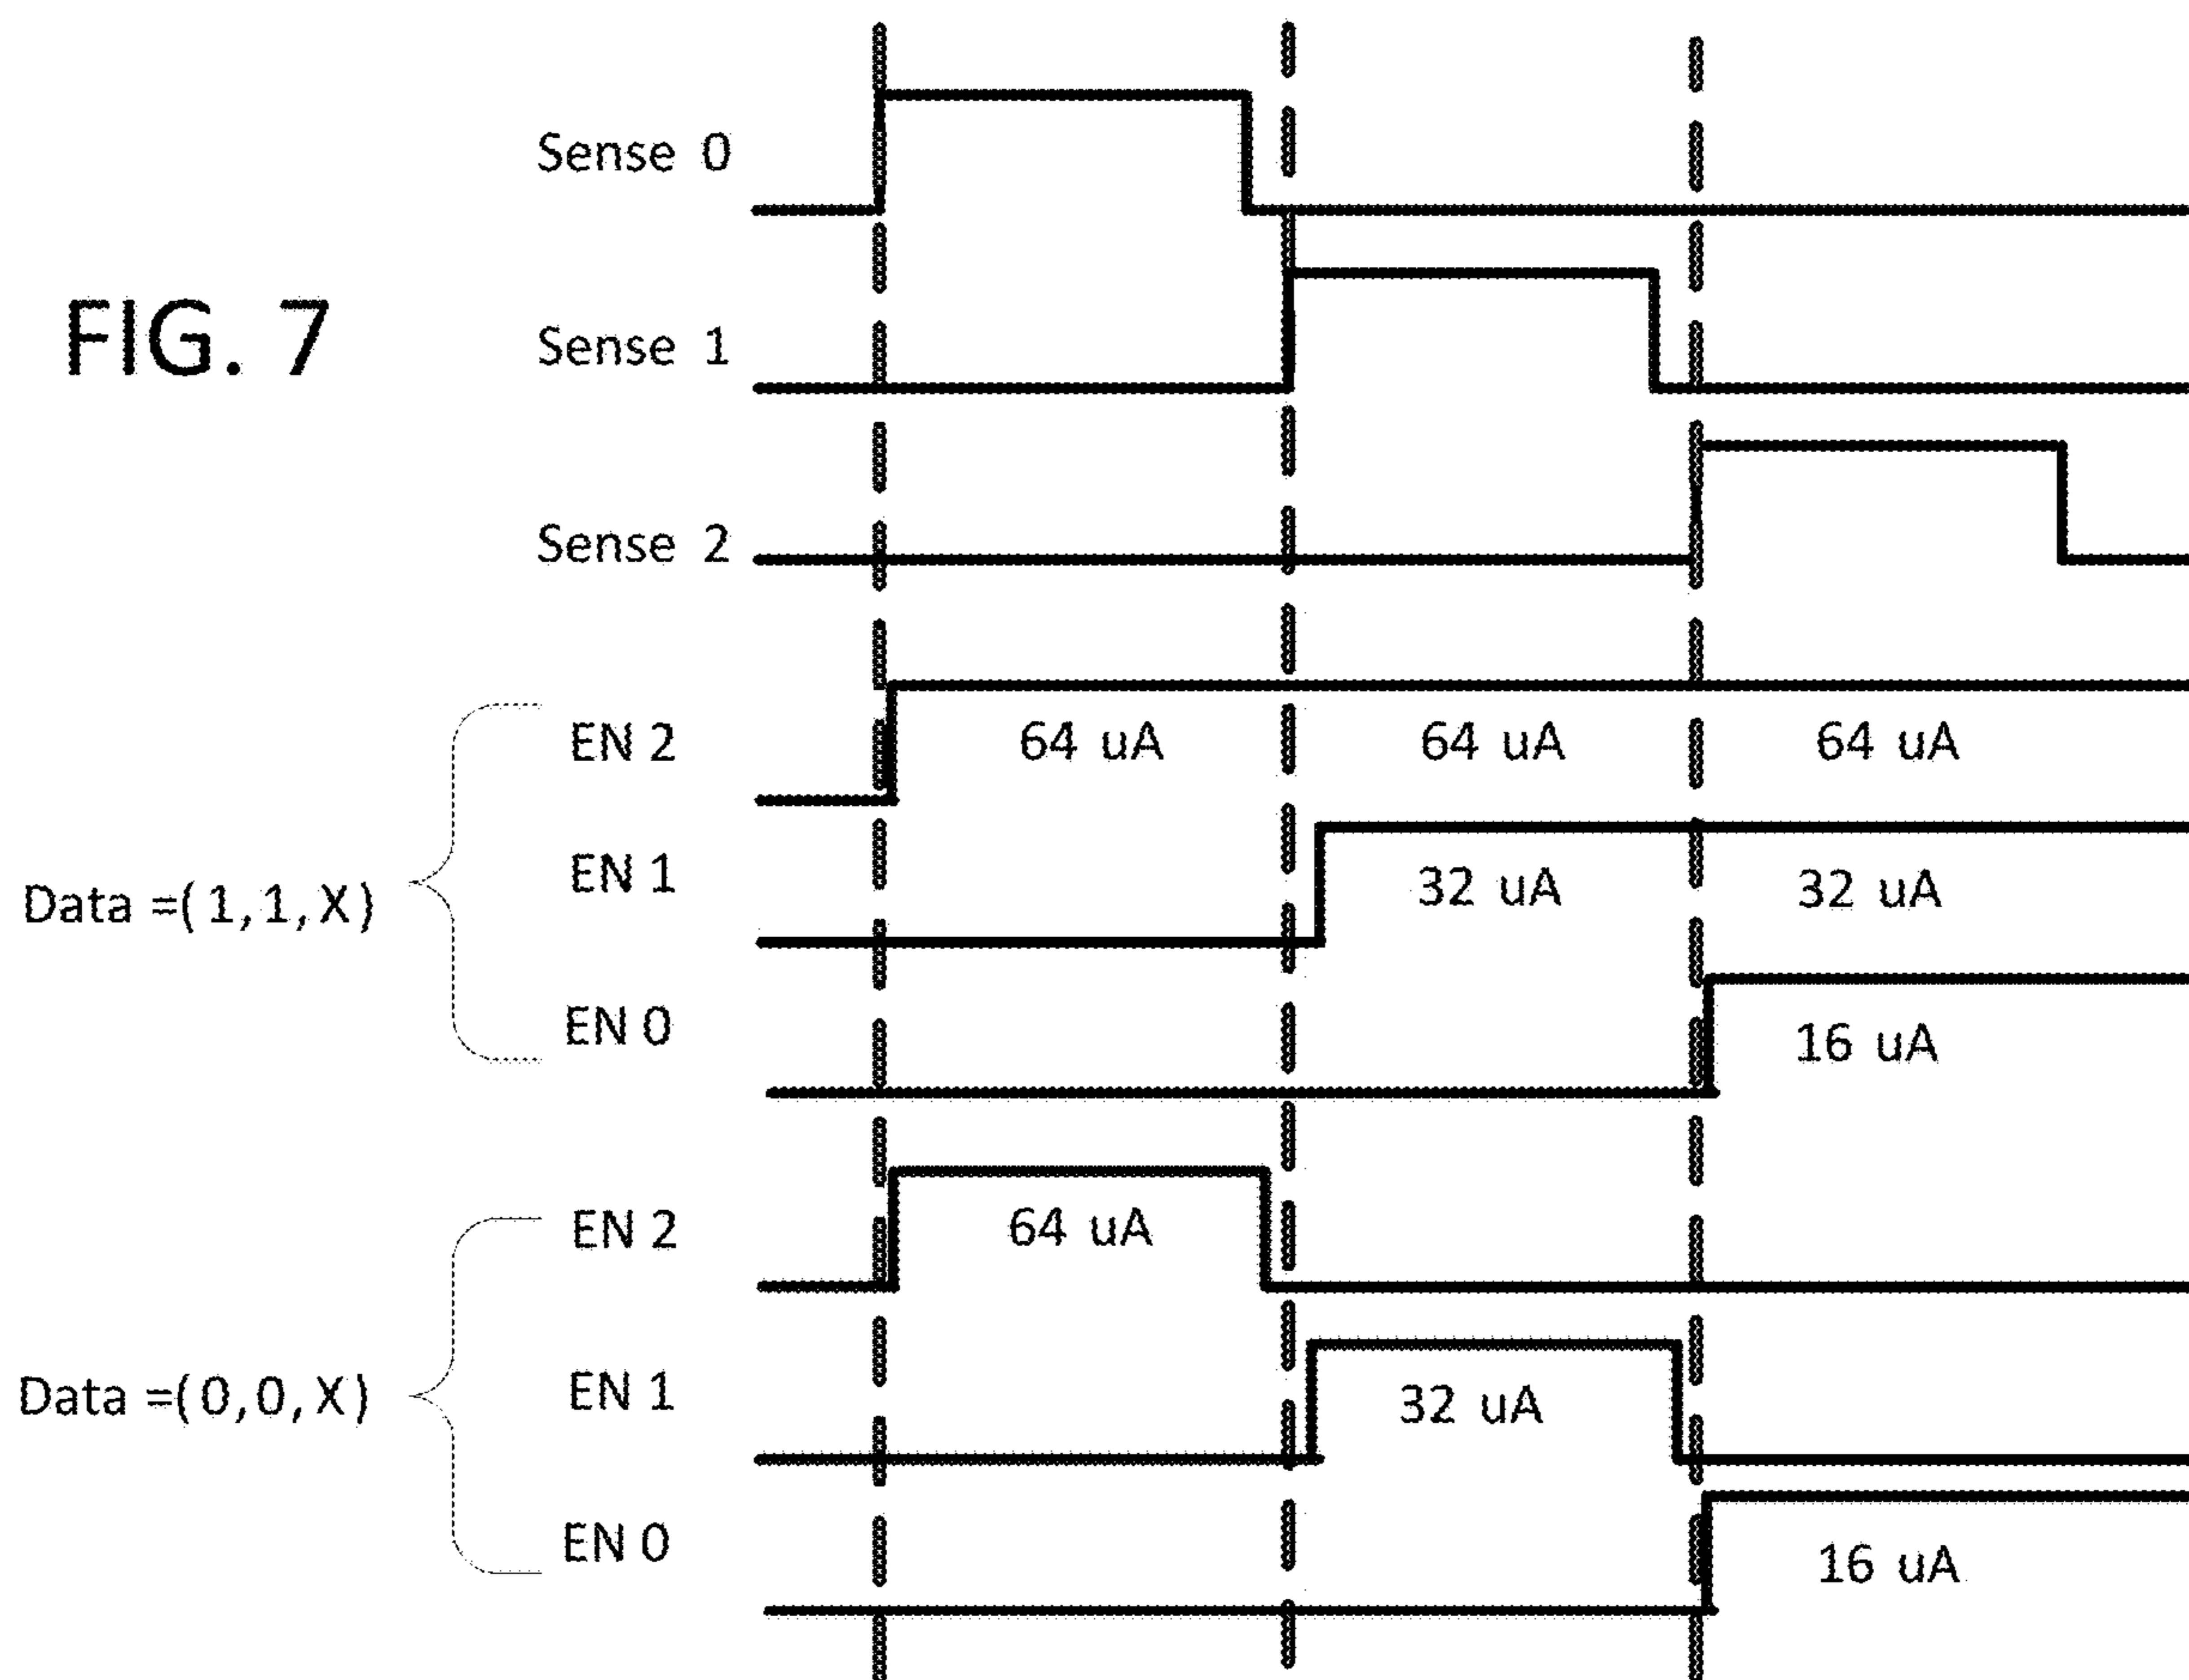 Sense 0
FIG. 7
Sense 1
Sense 2
EN 2
64 uA
64 uA
64 uA
Data =(1,1,X)
EN 1
32 uA
32 uA
EN 0
16 uA
EN 2
64 uA
Data =(0,0,X)
EN 1
32 uA
EN 0
16 uA